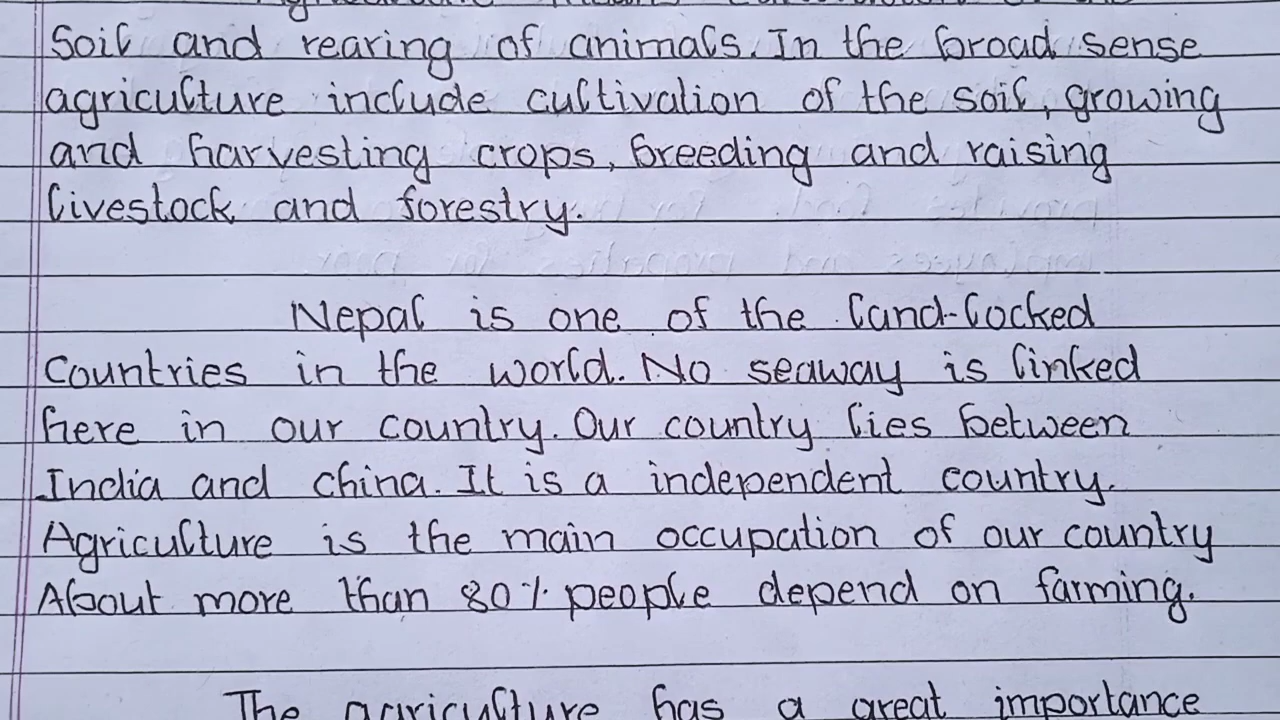 Soil and rearing of animals. In the broad sense
agriculture include cultivation of the soil, growing
and harvesting crops, breeding and raising
livestock and forestry.
Nepal is one of the land-locked
Countries in the world. No seaway is linked
here in our country. Our country lies between
India and china. It is a independent country.
Agriculture is the main occupation of our country
About more than 80% people depend on farming.
The agriculture has a great importance